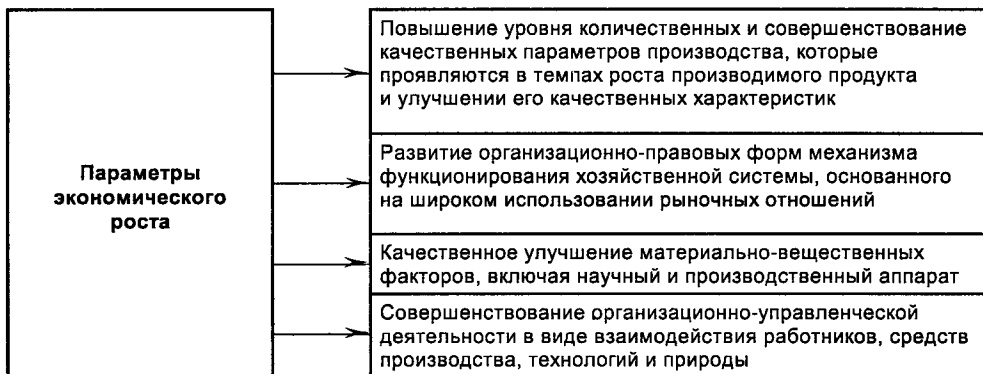 Параметры
экономического
роста
Повышение уровня количественных и совершенствование
качественных параметров производства, которые
проявляются в темпах роста производимого продукта
и улучшении его качественных характеристик
Развитие организационно-правовых форм механизма
функционирования хозяйственной системы, основанного
на широком использовании рыночных отношений
Качественное улучшение материально-вещественных
факторов, включая научный и производственный аппарат
Совершенствование организационно-управленческой
деятельности в виде взаимодействия работников, средств
производства, технологий и природы